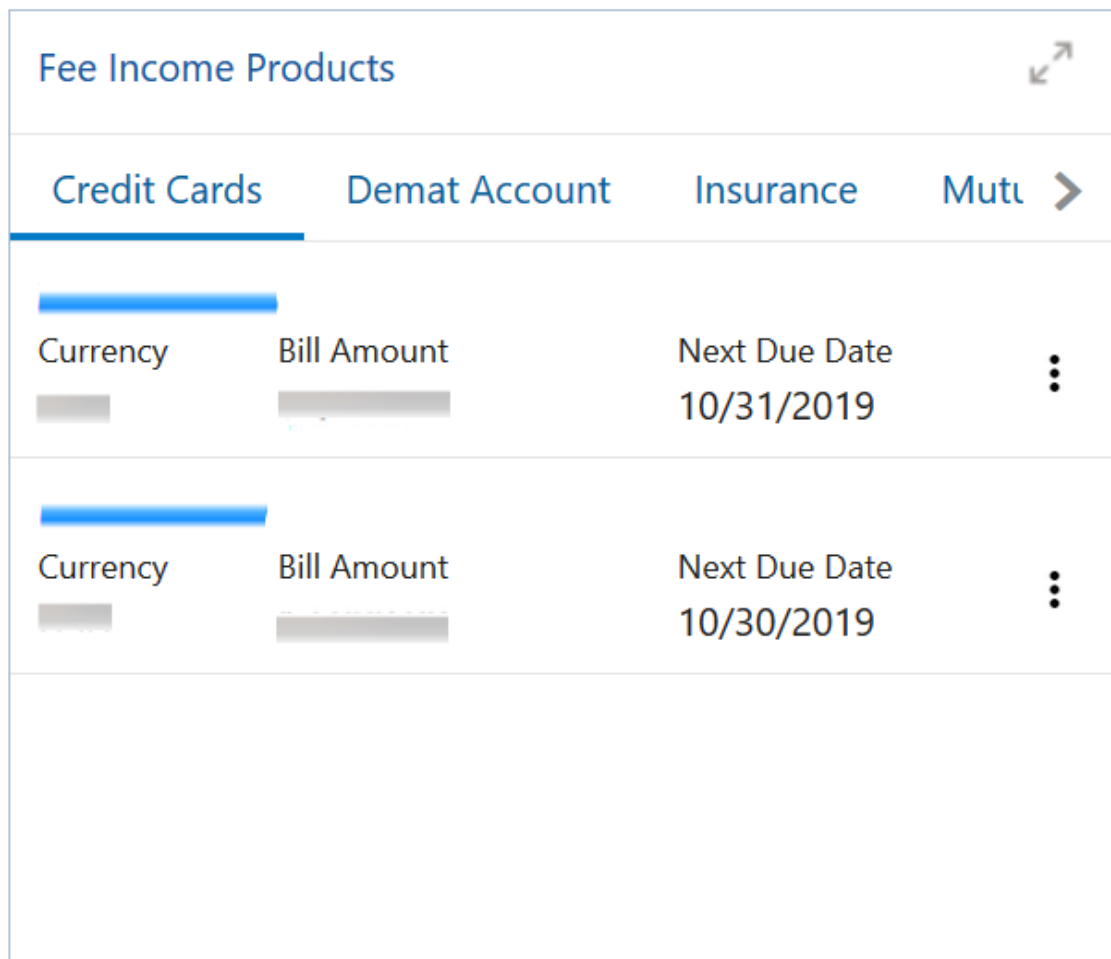 Fee Income Products
Credit Cards Demat Account Insurance Mutu
Currency Bill Amount Next Due Date
10/31/2019
Currency Bill Amount Next Due Date
10/30/2019